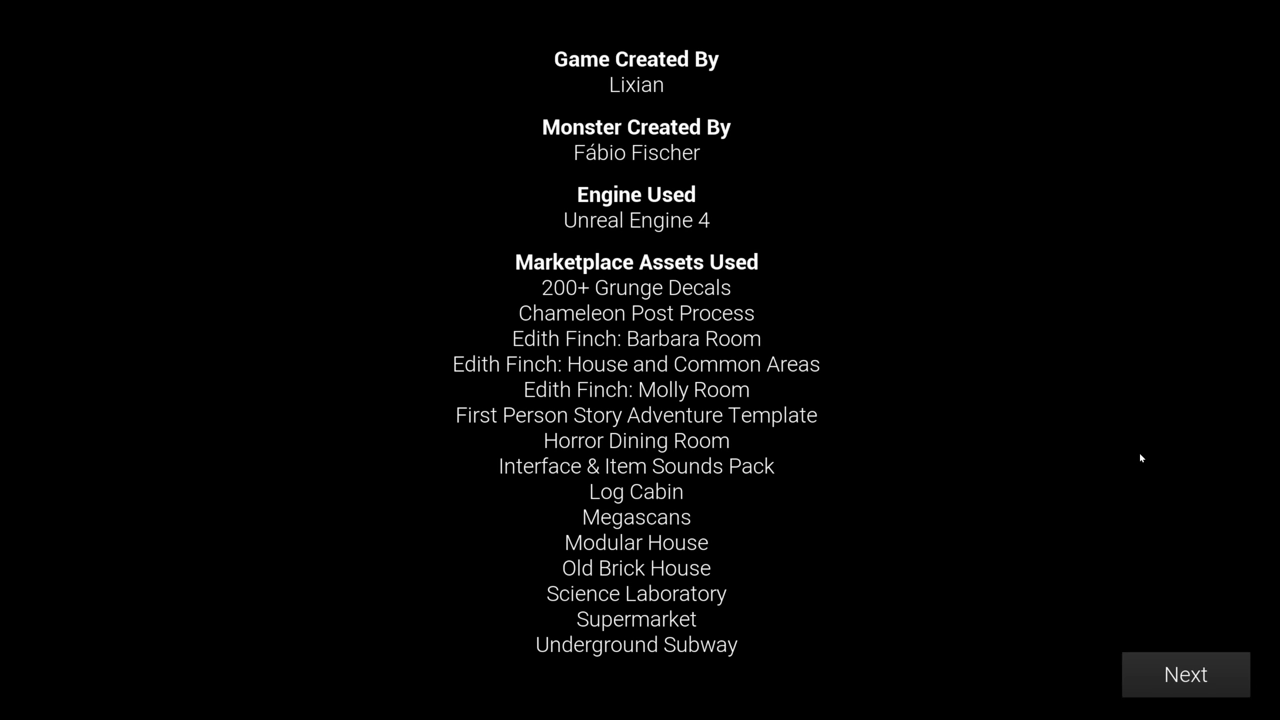 Game Created By
Lixian
Monster Created By
Fábio Fischer
Engine Used
Unreal Engine 4
Marketplace Assets Used
200+ Grunge Decals
Chameleon Post Process
Edith Finch: Barbara Room
Edith Finch: House and Common Areas
Edith Finch: Molly Room
First Person Story Adventure Template
Horror Dining Room
Interface & Item Sounds Pack
Log Cabin
Megascans
Modular House
Old Brick House
Science Laboratory
Supermarket
Underground Subway
Next